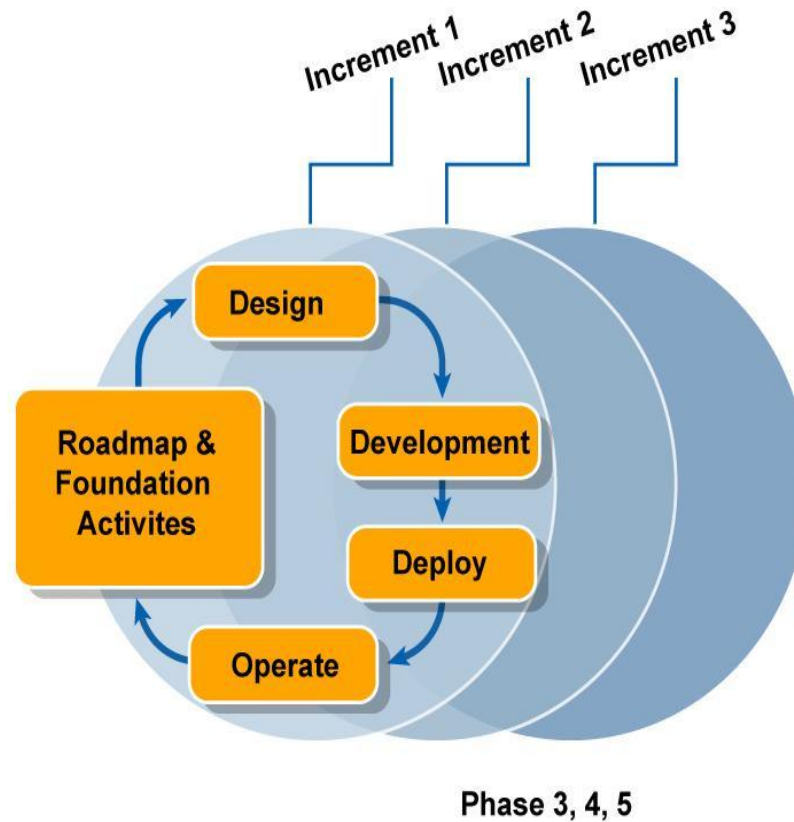 Increment 1
Increment 2
Increment 3
Design
Roadmap &
Foundation
Activites
Development
Deploy
Operate
Phase 3, 4, 5